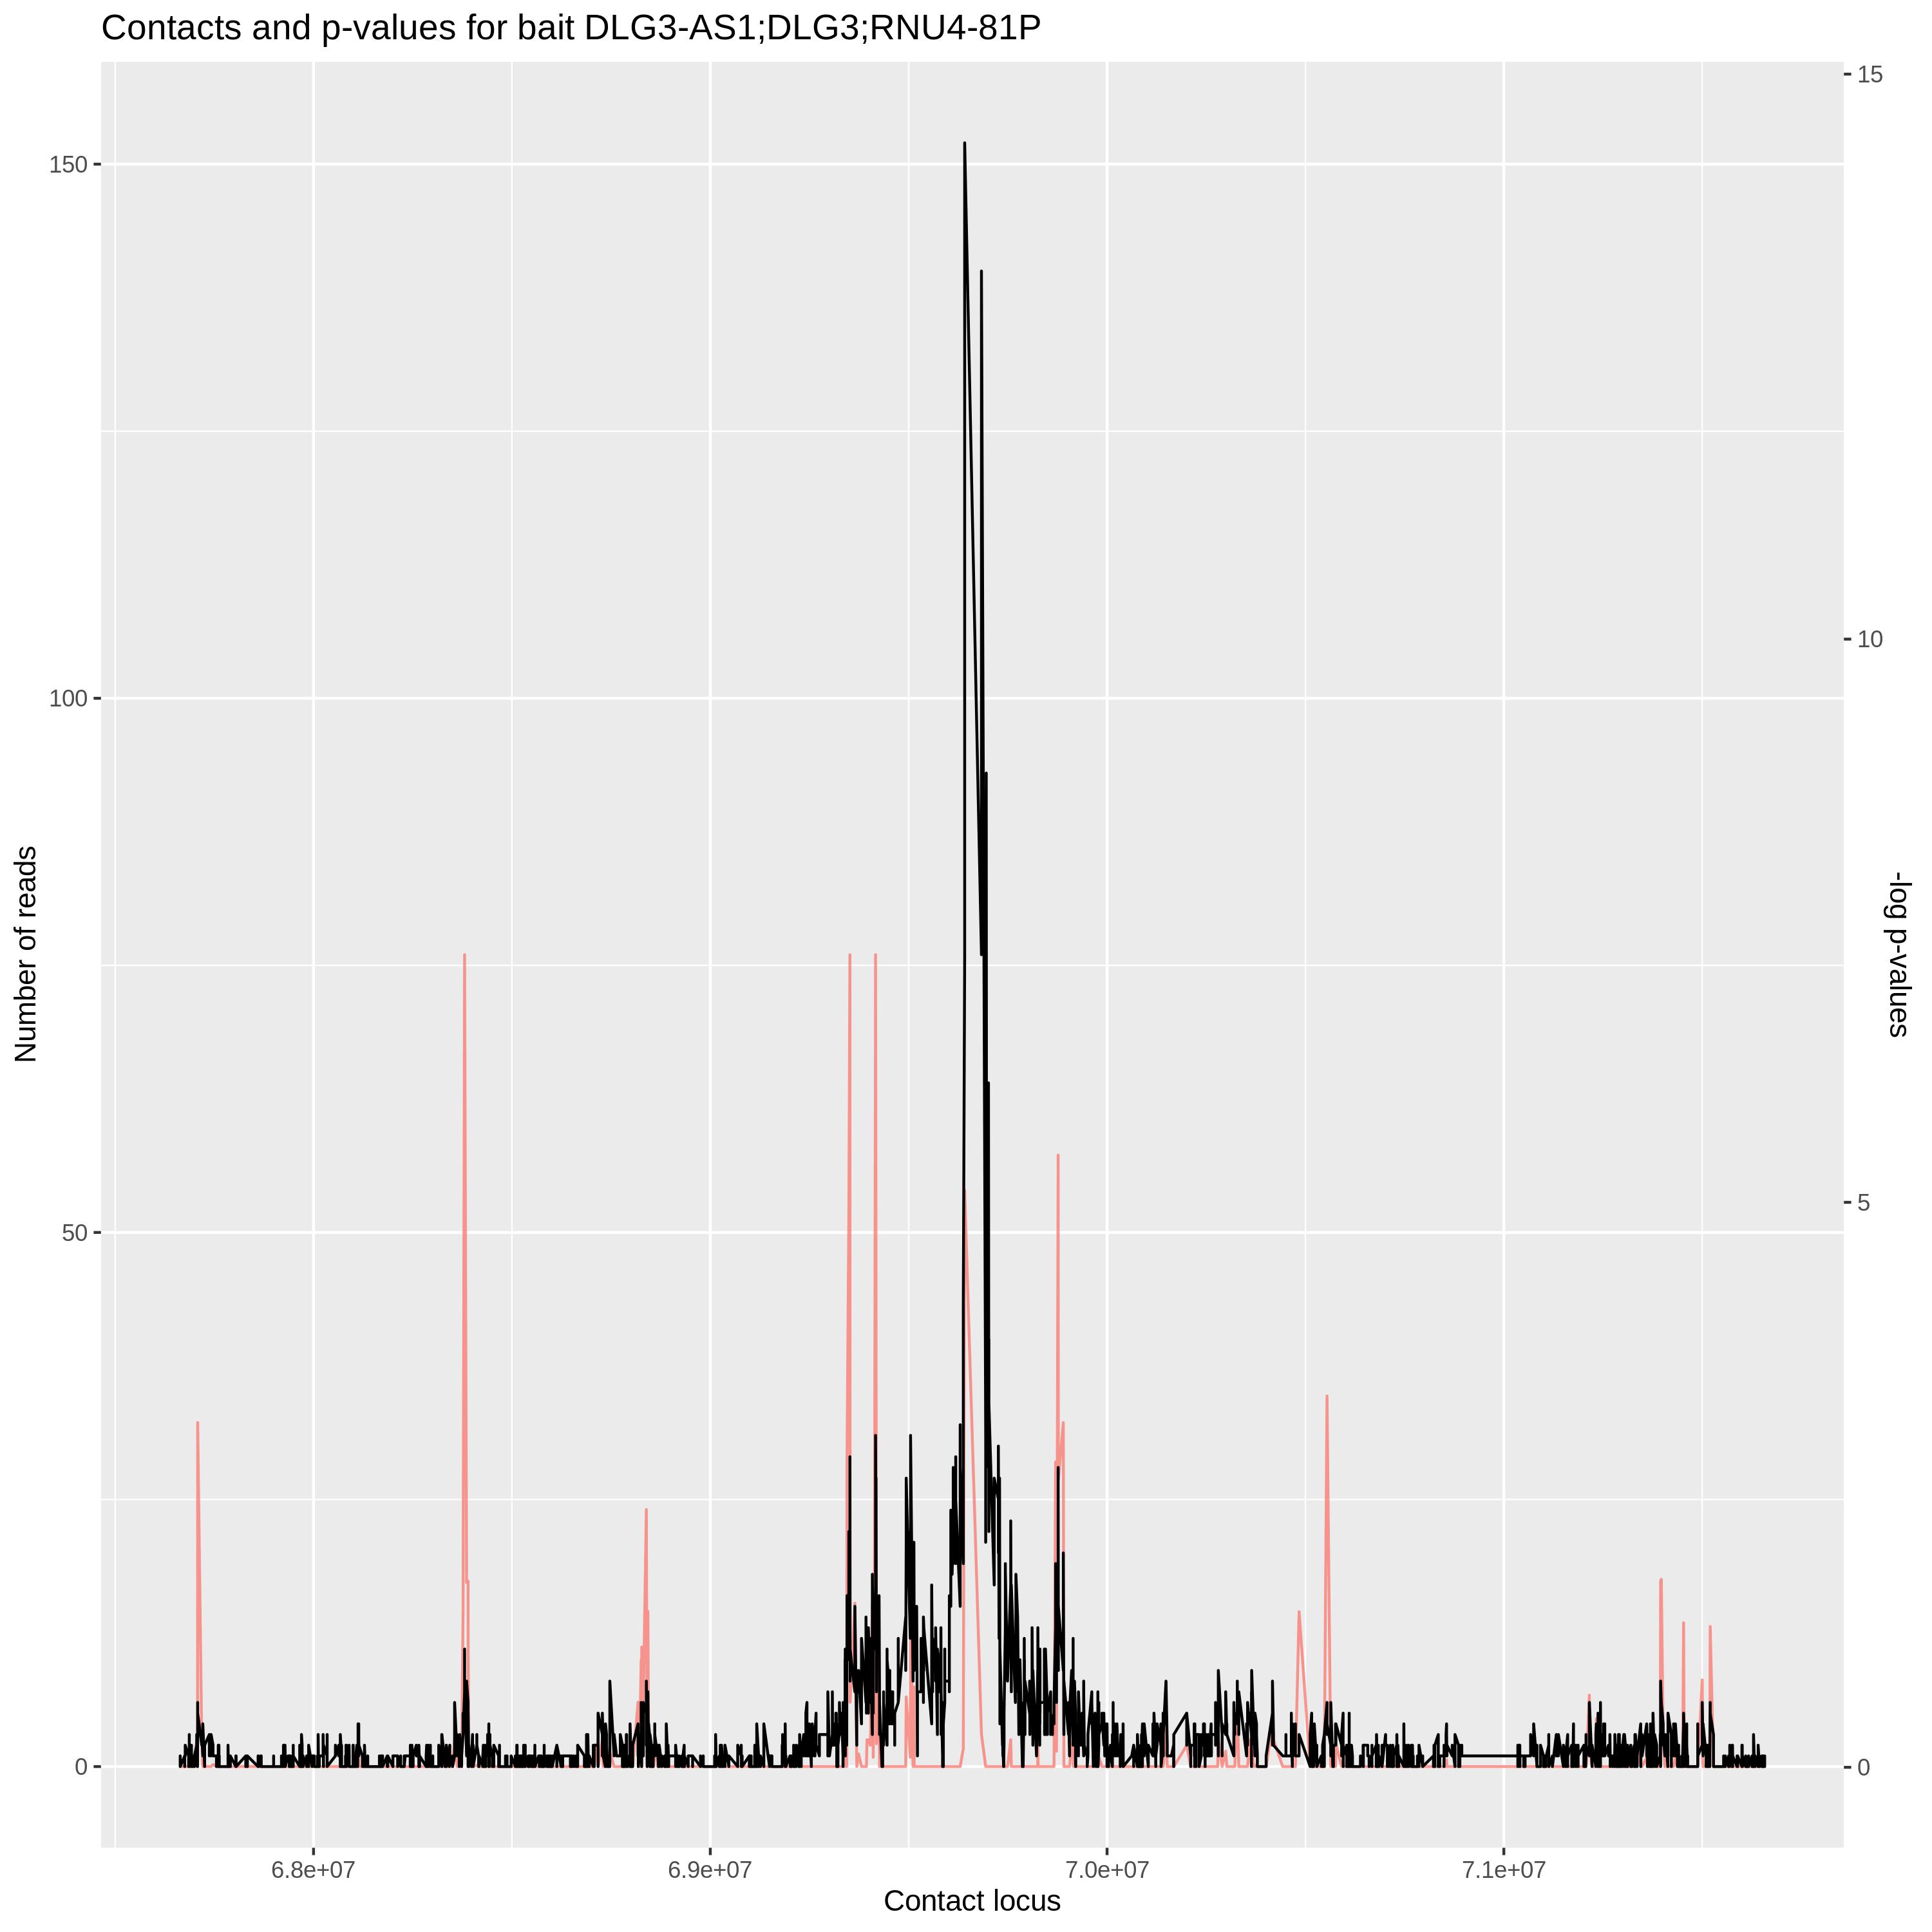 Contacts and p-values for bait DLG3-AS1;DLG3;RNU4-81P
15
150
10
100
Number of reads
-log p-values
5
50
0
0
6.8e+07
6.9e+07
7.0e+07
7.1e+07
Contact locus